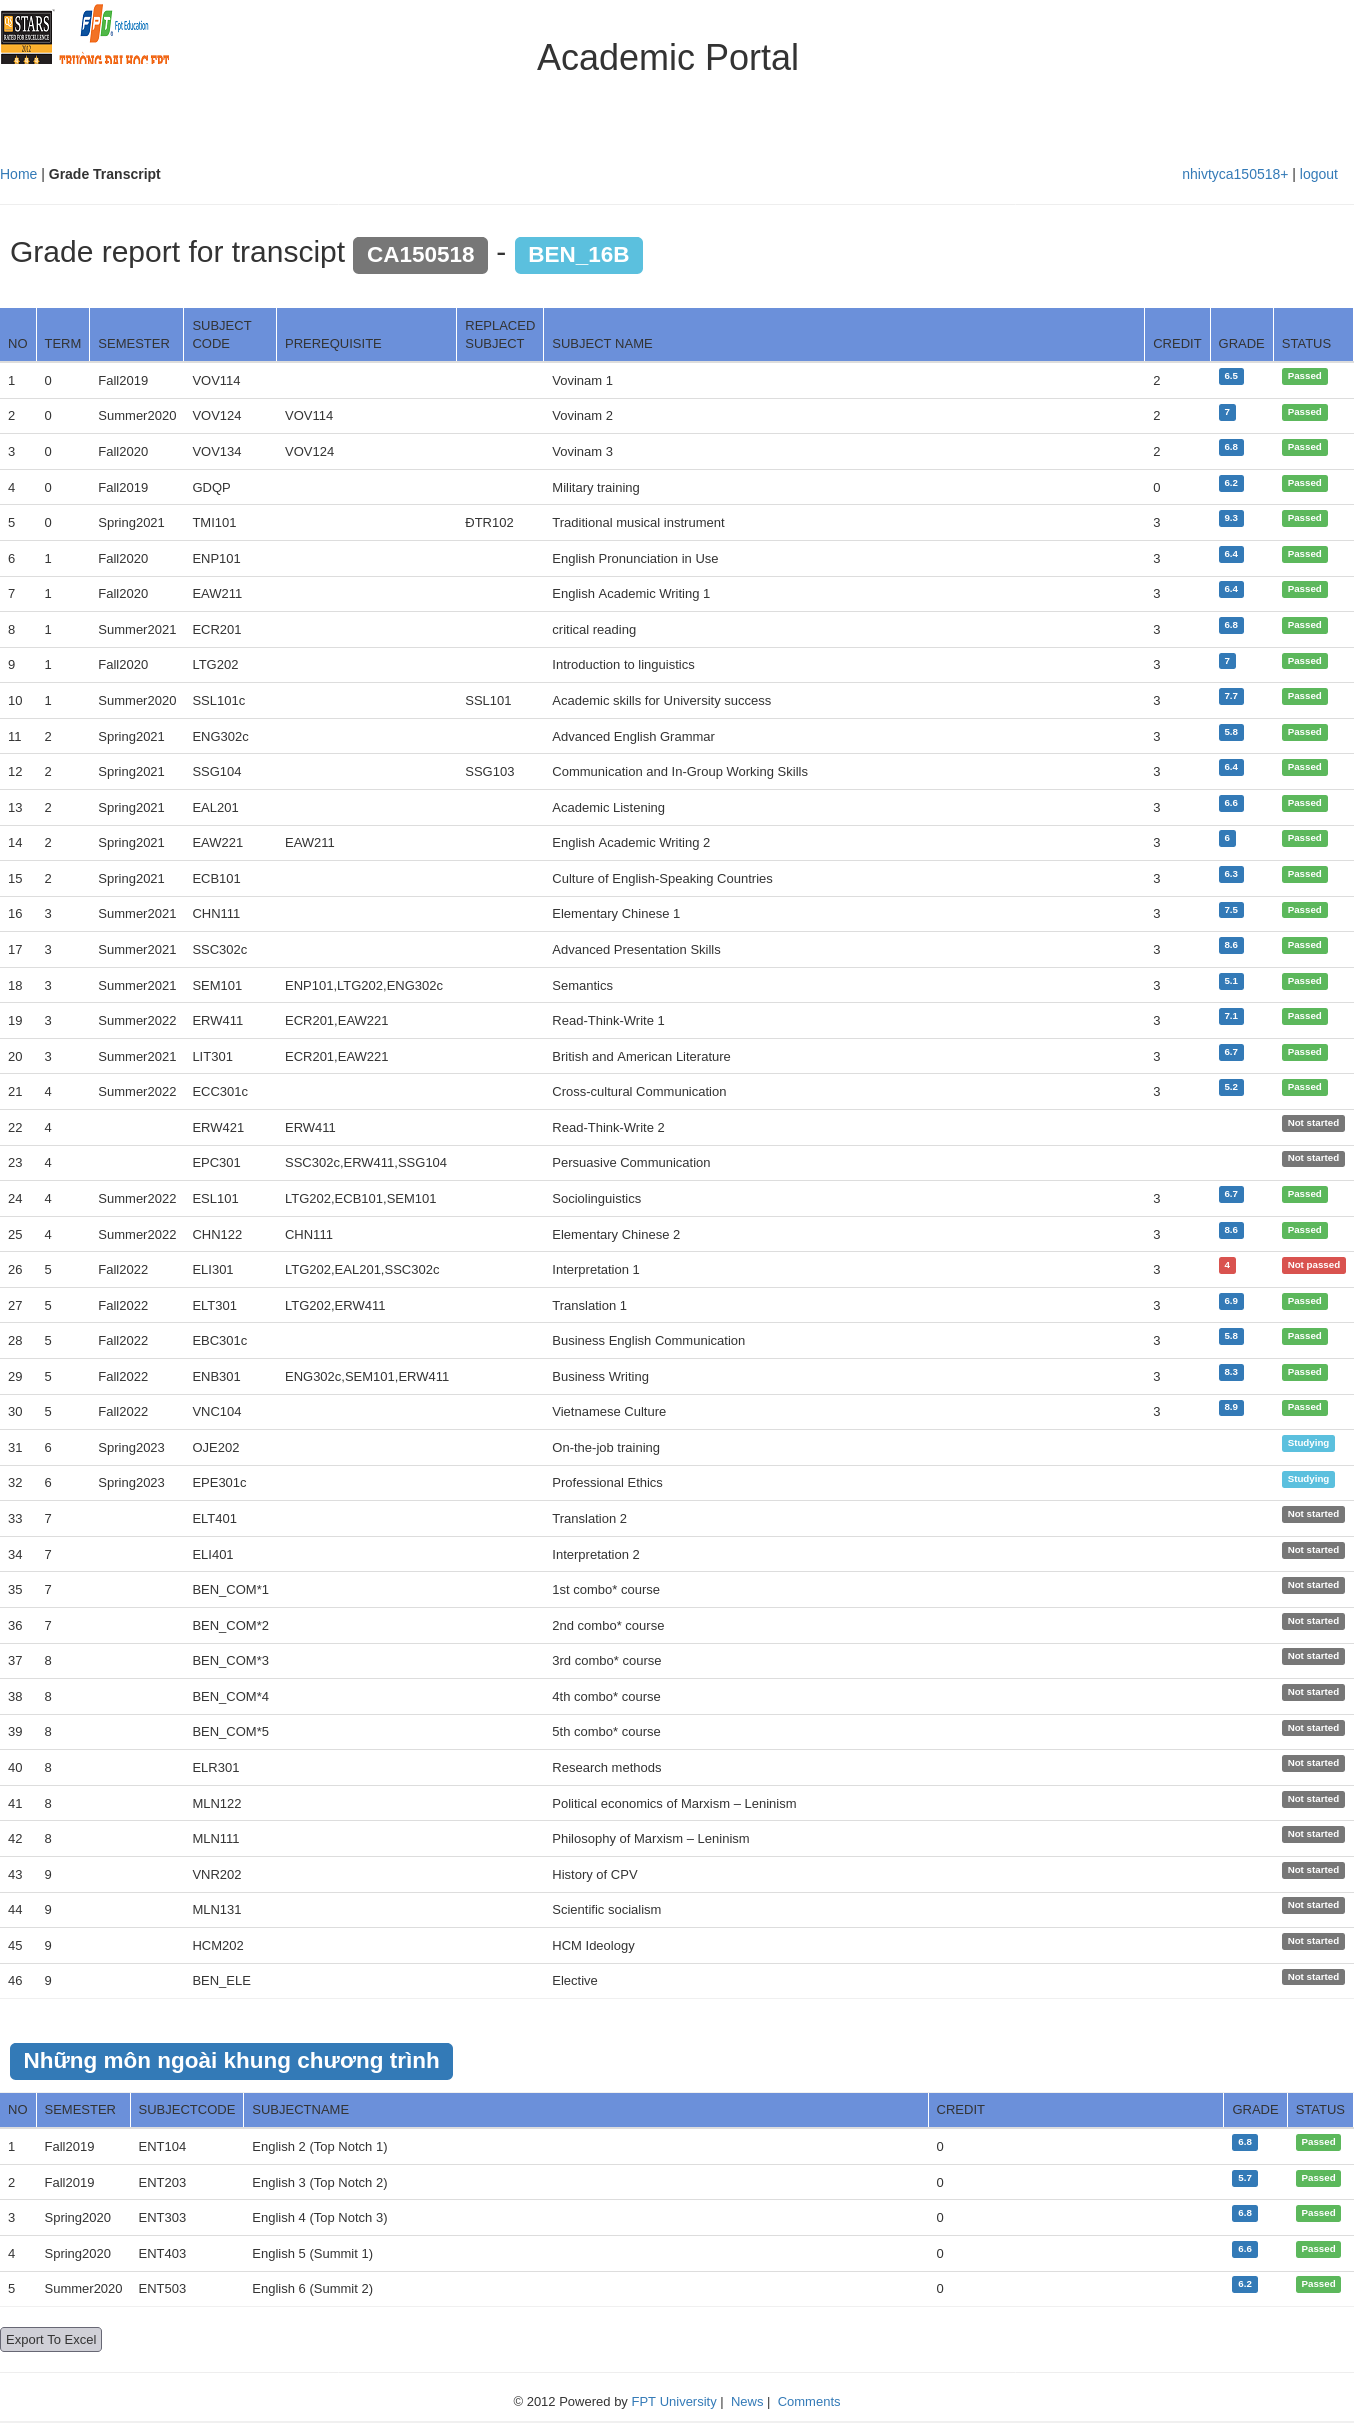 STARS
RATED FOR EXCELLENCE
2012
FPT Fpt Education
TRƯỜNG ĐẠI HỌC FPT
Academic Portal
Home | Grade Transcript nhivtyca150518+ | logout
Grade report for transcipt CA150518 - BEN_16B
NO TERM SEMESTER SUBJECT CODE PREREQUISITE REPLACED SUBJECT SUBJECT NAME CREDIT GRADE STATUS
1 0 Fall2019 VOV114 Vovinam 1 2 6.5 Passed
2 0 Summer2020 VOV124 VOV114 Vovinam 2 2 7 Passed
3 0 Fall2020 VOV134 VOV124 Vovinam 3 2 6.8 Passed
4 0 Fall2019 GDQP Military training 0 6.2 Passed
5 0 Spring2021 TMI101 ĐTR102 Traditional musical instrument 3 9.3 Passed
6 1 Fall2020 ENP101 English Pronunciation in Use 3 6.4 Passed
7 1 Fall2020 EAW211 English Academic Writing 1 3 6.4 Passed
8 1 Summer2021 ECR201 critical reading 3 6.8 Passed
9 1 Fall2020 LTG202 Introduction to linguistics 3 7 Passed
10 1 Summer2020 SSL101c SSL101 Academic skills for University success 3 7.7 Passed
11 2 Spring2021 ENG302c Advanced English Grammar 3 5.8 Passed
12 2 Spring2021 SSG104 SSG103 Communication and In-Group Working Skills 3 6.4 Passed
13 2 Spring2021 EAL201 Academic Listening 3 6.6 Passed
14 2 Spring2021 EAW221 EAW211 English Academic Writing 2 3 6 Passed
15 2 Spring2021 ECB101 Culture of English-Speaking Countries 3 6.3 Passed
16 3 Summer2021 CHN111 Elementary Chinese 1 3 7.5 Passed
17 3 Summer2021 SSC302c Advanced Presentation Skills 3 8.6 Passed
18 3 Summer2021 SEM101 ENP101,LTG202,ENG302c Semantics 3 5.1 Passed
19 3 Summer2022 ERW411 ECR201,EAW221 Read-Think-Write 1 3 7.1 Passed
20 3 Summer2021 LIT301 ECR201,EAW221 British and American Literature 3 6.7 Passed
21 4 Summer2022 ECC301c Cross-cultural Communication 3 5.2 Passed
22 4 ERW421 ERW411 Read-Think-Write 2 Not started
23 4 EPC301 SSC302c,ERW411,SSG104 Persuasive Communication Not started
24 4 Summer2022 ESL101 LTG202,ECB101,SEM101 Sociolinguistics 3 6.7 Passed
25 4 Summer2022 CHN122 CHN111 Elementary Chinese 2 3 8.6 Passed
26 5 Fall2022 ELI301 LTG202,EAL201,SSC302c Interpretation 1 3 4 Not passed
27 5 Fall2022 ELT301 LTG202,ERW411 Translation 1 3 6.9 Passed
28 5 Fall2022 EBC301c Business English Communication 3 5.8 Passed
29 5 Fall2022 ENB301 ENG302c,SEM101,ERW411 Business Writing 3 8.3 Passed
30 5 Fall2022 VNC104 Vietnamese Culture 3 8.9 Passed
31 6 Spring2023 OJE202 On-the-job training Studying
32 6 Spring2023 EPE301c Professional Ethics Studying
33 7 ELT401 Translation 2 Not started
34 7 ELI401 Interpretation 2 Not started
35 7 BEN_COM*1 1st combo* course Not started
36 7 BEN_COM*2 2nd combo* course Not started
37 8 BEN_COM*3 3rd combo* course Not started
38 8 BEN_COM*4 4th combo* course Not started
39 8 BEN_COM*5 5th combo* course Not started
40 8 ELR301 Research methods Not started
41 8 MLN122 Political economics of Marxism – Leninism Not started
42 8 MLN111 Philosophy of Marxism – Leninism Not started
43 9 VNR202 History of CPV Not started
44 9 MLN131 Scientific socialism Not started
45 9 HCM202 HCM Ideology Not started
46 9 BEN_ELE Elective Not started
Những môn ngoài khung chương trình
NO SEMESTER SUBJECTCODE SUBJECTNAME CREDIT GRADE STATUS
1 Fall2019 ENT104 English 2 (Top Notch 1) 0 6.8 Passed
2 Fall2019 ENT203 English 3 (Top Notch 2) 0 5.7 Passed
3 Spring2020 ENT303 English 4 (Top Notch 3) 0 6.8 Passed
4 Spring2020 ENT403 English 5 (Summit 1) 0 6.6 Passed
5 Summer2020 ENT503 English 6 (Summit 2) 0 6.2 Passed
Export To Excel
© 2012 Powered by FPT University | News | Comments